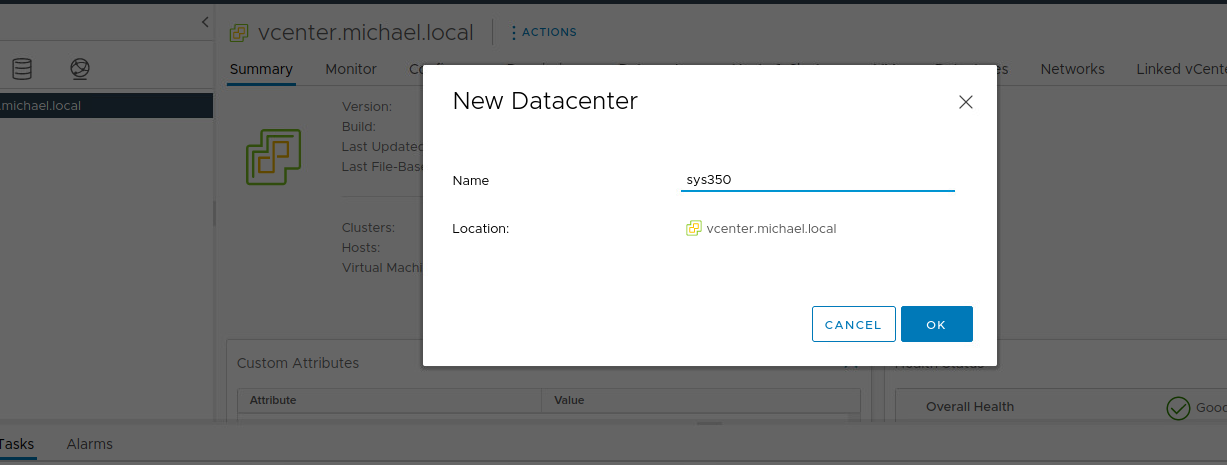 vcenter.michael.local
ACTIONS
Summary
Monitor
Networks
Linked vCente
.michael.local
Version:
Build:
Last Updated
Last File-Base
Clusters:
Hosts:
Virtual Machi
New Datacenter
Name
sys350
Location:
vcenter.michael.local
CANCEL
OK
Custom Attributes
Attribute
Value
Health Status
Overall Health
Good
Tasks
Alarms